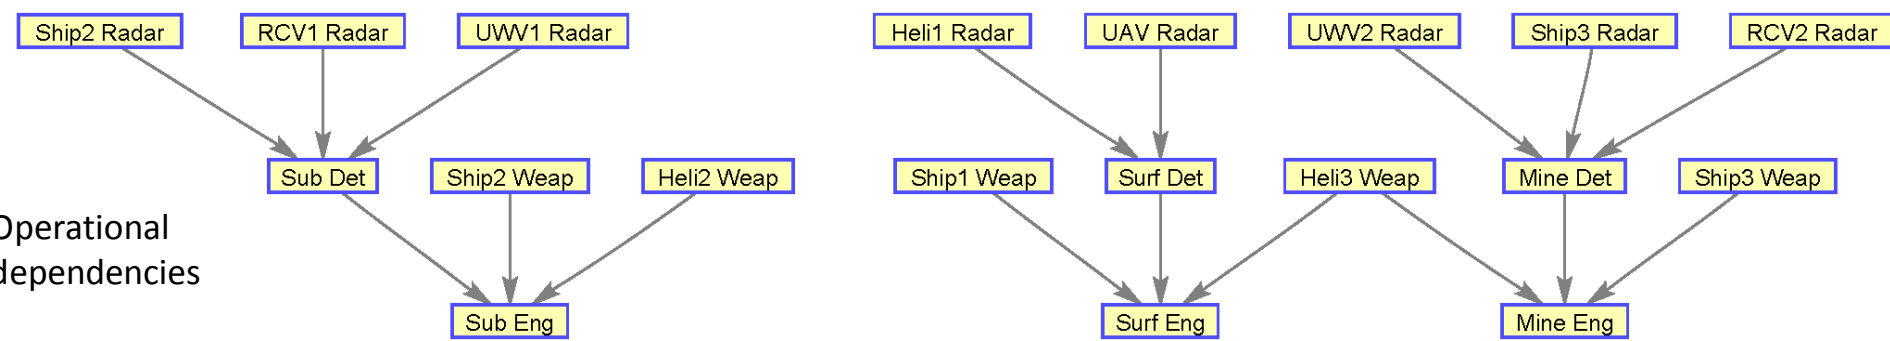 Ship2 Radar
RCV1 Radar
UWV1 Radar
Heli1 Radar
UAV Radar
UWV2 Radar
Ship3 Radar
RCV2 Radar
Sub Det
Ship2 Weap
Heli2 Weap
Ship1 Weap
Surf Det
Heli3 Weap
Mine Det
Ship3 Weap
Operational
dependencies
Sub Eng
Surf Eng
Mine Eng